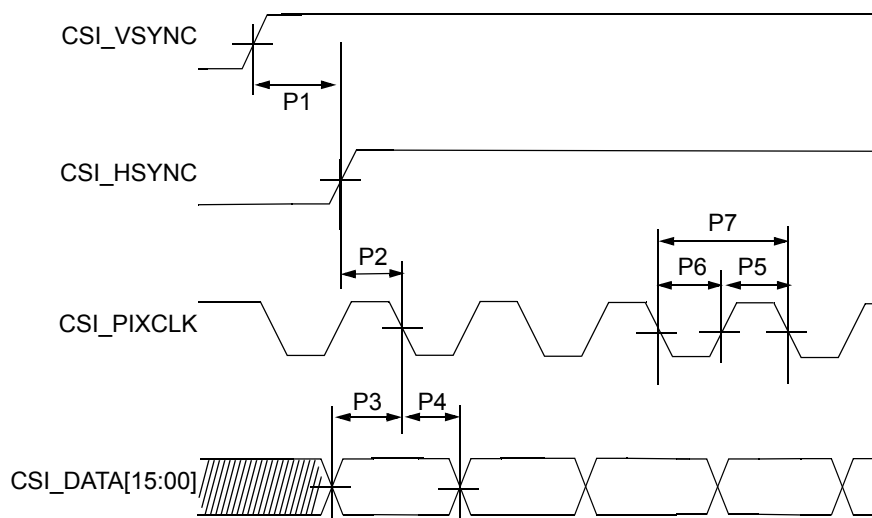 CSI_VSYNC
P1
CSI_HSYNC
P7
P2
P6 P5
CSI_PIXCLK
P3 P4
CSI_DATA[15:00]